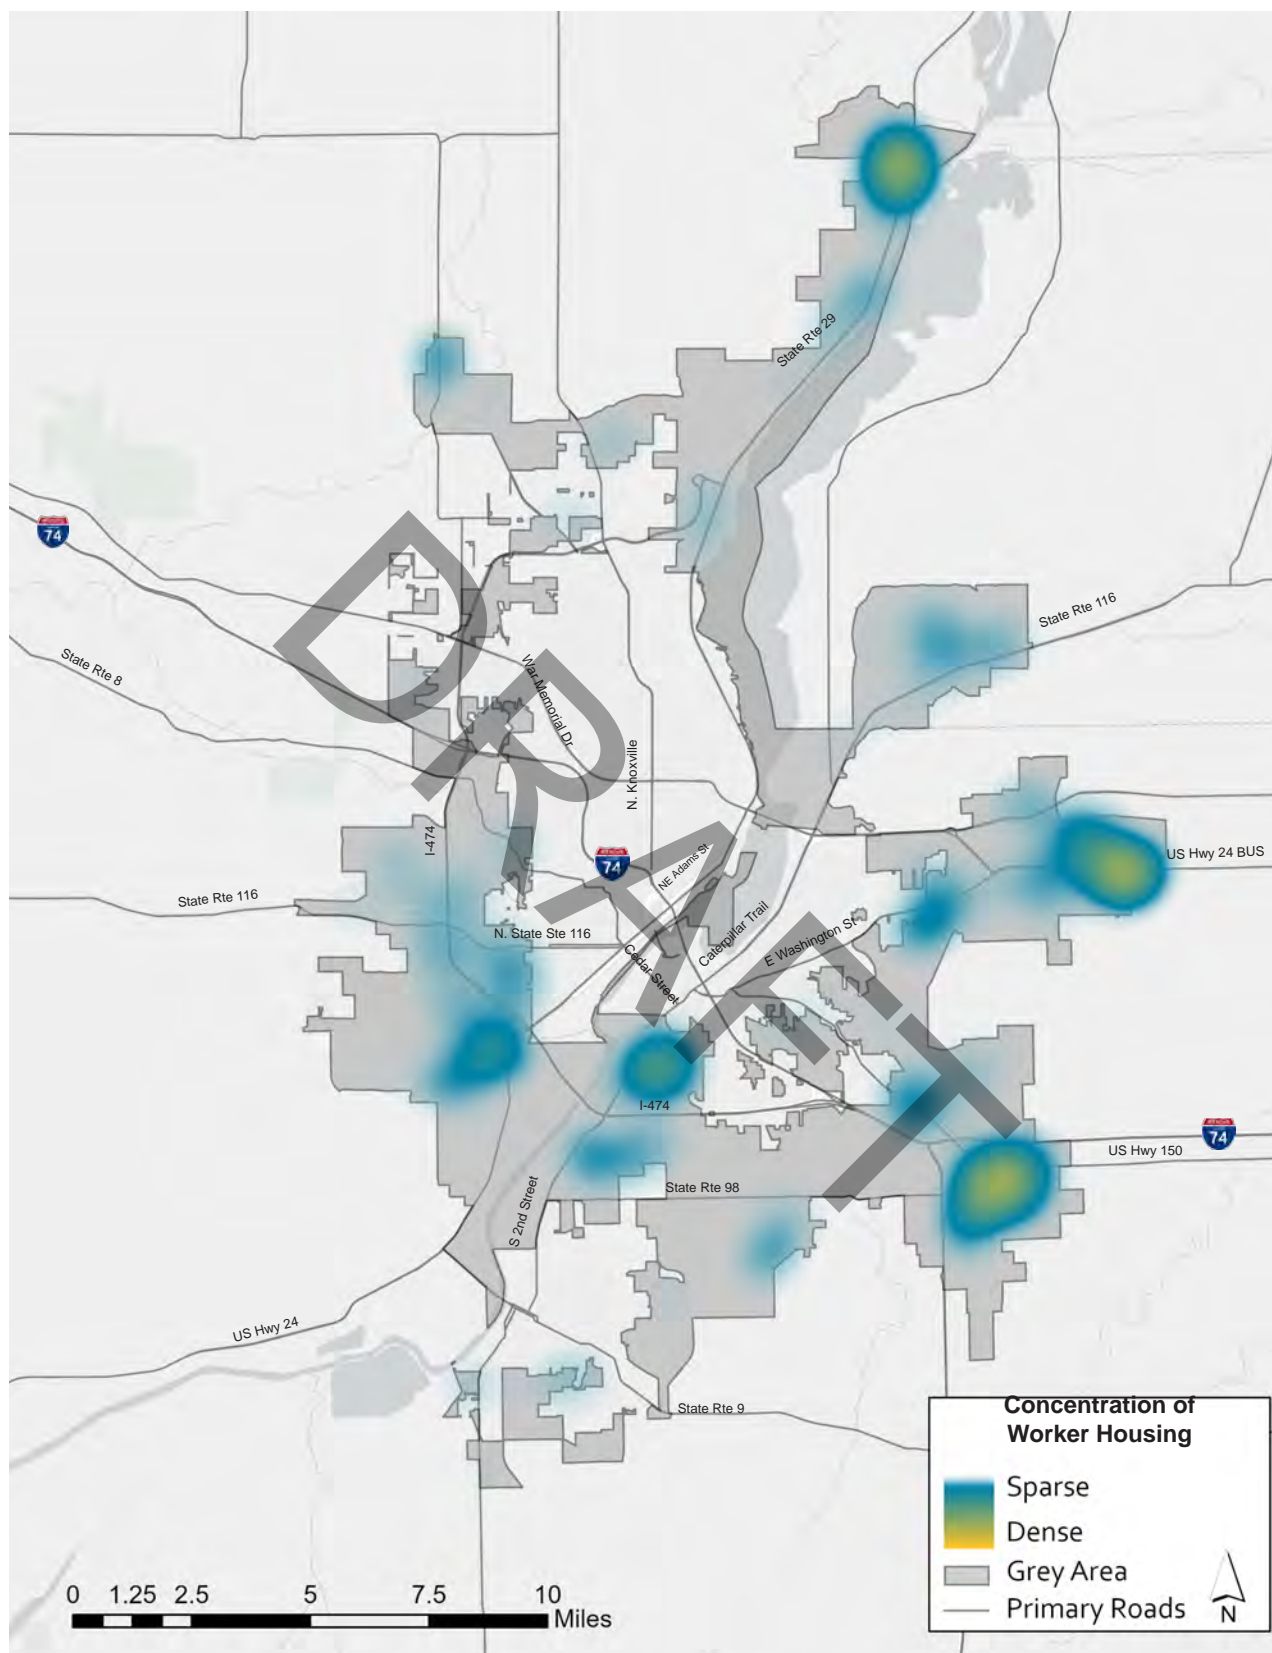 State Rte 29
74
State Rte 116
State Rte 8
War Memorial Dr
N. Knoxville
I-474
74
US Hwy 24 BUS
NE Adams St
State Rte 116
N. State Ste 116
Caterpillar Trail
E Washington St
Cedar Street
I-474
74
US Hwy 150
State Rte 98
S 2nd Street
US Hwy 24
State Rte 9
DRAFT
Concentration of
Worker Housing
Sparse
Dense
Grey Area
Primary Roads
N
0 1.25 2.5 5 7.5 10
Miles